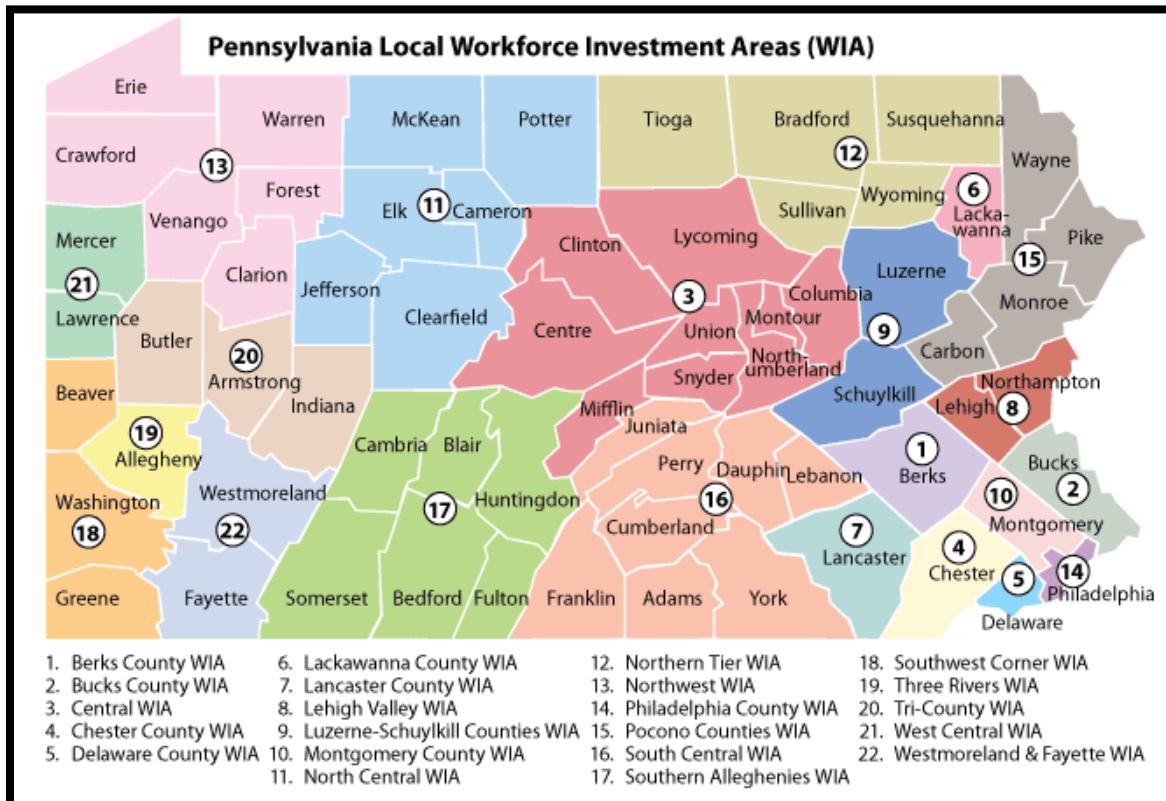 Pennsylvania Local Workforce Investment Areas (WIA)
Erie
Warren
McKean
Potter
Tioga
Bradford
Susquehanna
Crawford
13
12
Wayne
Forest
Venango
Elk
11
Cameron
Sullivan
Wyoming
6
Lacka-
wanna
Mercer
21
Clarion
Clinton
Lycoming
Luzerne
15
Pike
Lawrence
Jefferson
Clearfield
3
Columbia
Monroe
Butler
20
Armstrong
Centre
Union
Montour
9
Carbon
Beaver
Indiana
Snyder
North-
umberland
Schuylkill
Northampton
Lehigh
8
19
Allegheny
Cambria
Blair
Mifflin
Juniata
1
Berks
Bucks
2
Washington
18
Westmoreland
22
17
Huntingdon
Perry
Dauphin
Lebanon
16
10
Montgomery
Cumberland
7
Lancaster
4
Chester
5
14
Philadelphia
Greene
Fayette
Somerset
Bedford
Fulton
Franklin
Adams
York
Delaware
1. Berks County WIA
2. Bucks County WIA
3. Central WIA
4. Chester County WIA
5. Delaware County WIA
6. Lackawanna County WIA
7. Lancaster County WIA
8. Lehigh Valley WIA
9. Luzerne-Schuylkill Counties WIA
10. Montgomery County WIA
11. North Central WIA
12. Northern Tier WIA
13. Northwest WIA
14. Philadelphia County WIA
15. Pocono Counties WIA
16. South Central WIA
17. Southern Alleghenies WIA
18. Southwest Corner WIA
19. Three Rivers WIA
20. Tri-County WIA
21. West Central WIA
22. Westmoreland & Fayette WIA